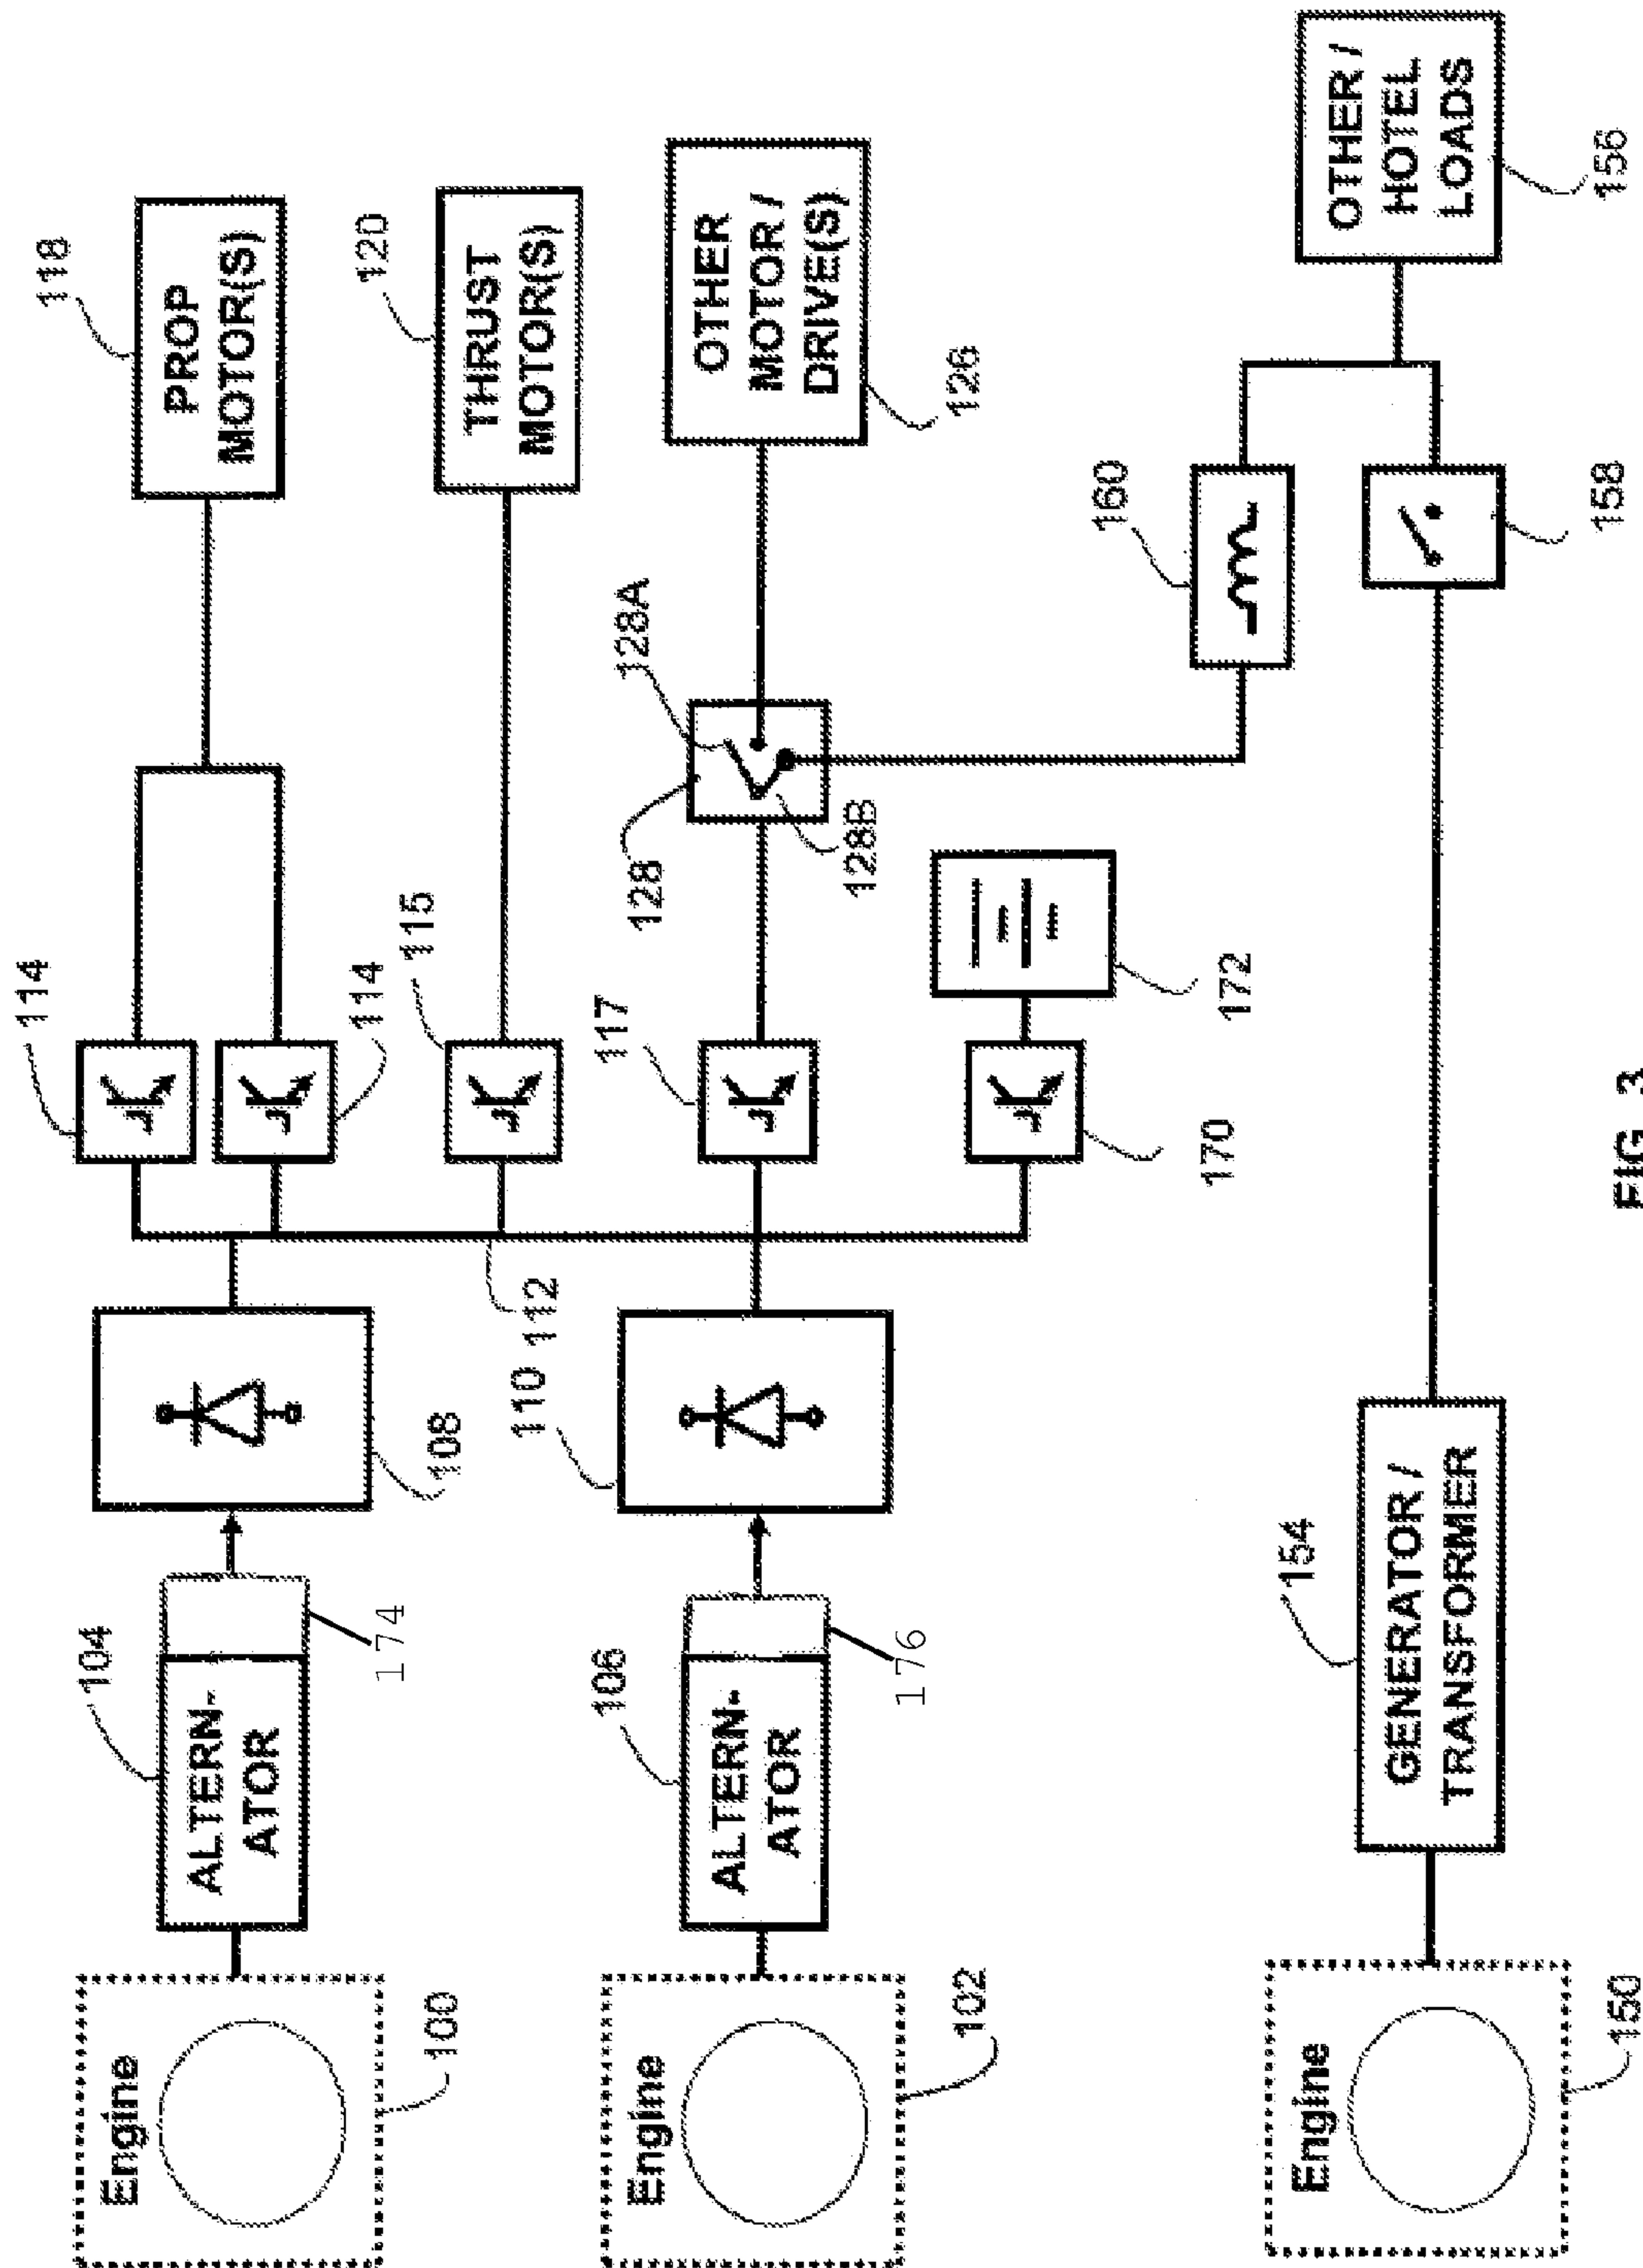 114
118
PROP
MOTOR(S)
Engine
104
ALTERN-
ATOR
174
100
108
114
115
120
THRUST
MOTOR(S)
112
110
117
128
128A
128B
OTHER
MOTOR /
DRIVE(S)
126
Engine
106
ALTERN-
ATOR
176
102
170
172
160
OTHER /
HOTEL
LOADS
156
158
Engine
154
GENERATOR /
TRANSFORMER
150
FIG. 3